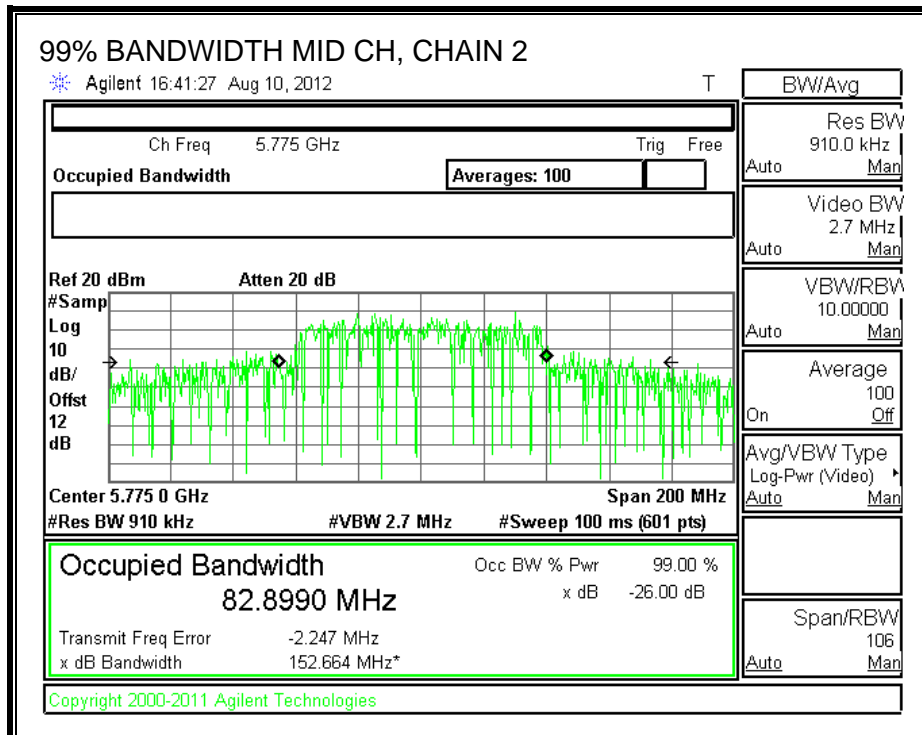 99% BANDWIDTH MID CH, CHAIN 2
Agilent 16:41:27 Aug 10, 2012 T
Ch Freq 5.775 GHz Trig Free
Occupied Bandwidth Averages: 100
Ref 20 dBm Atten 20 dB
#Samp
Log
10
dB/
Offst
12
dB
Center 5.775 0 GHz Span 200 MHz
#Res BW 910 kHz #VBW 2.7 MHz #Sweep 100 ms (601 pts)
Occupied Bandwidth Occ BW % Pwr 99.00 %
82.8990 MHz x dB -26.00 dB
Transmit Freq Error -2.247 MHz
x dB Bandwidth 152.664 MHz*
Copyright 2000-2011 Agilent Technologies
BW/Avg
Res BW
910.0 kHz
Auto Man
Video BW
2.7 MHz
Auto Man
VBW/RBW
10.00000
Auto Man
Average
100
On Off
Avg/VBW Type
Log-Pwr (Video)
Auto Man
Span/RBW
106
Auto Man